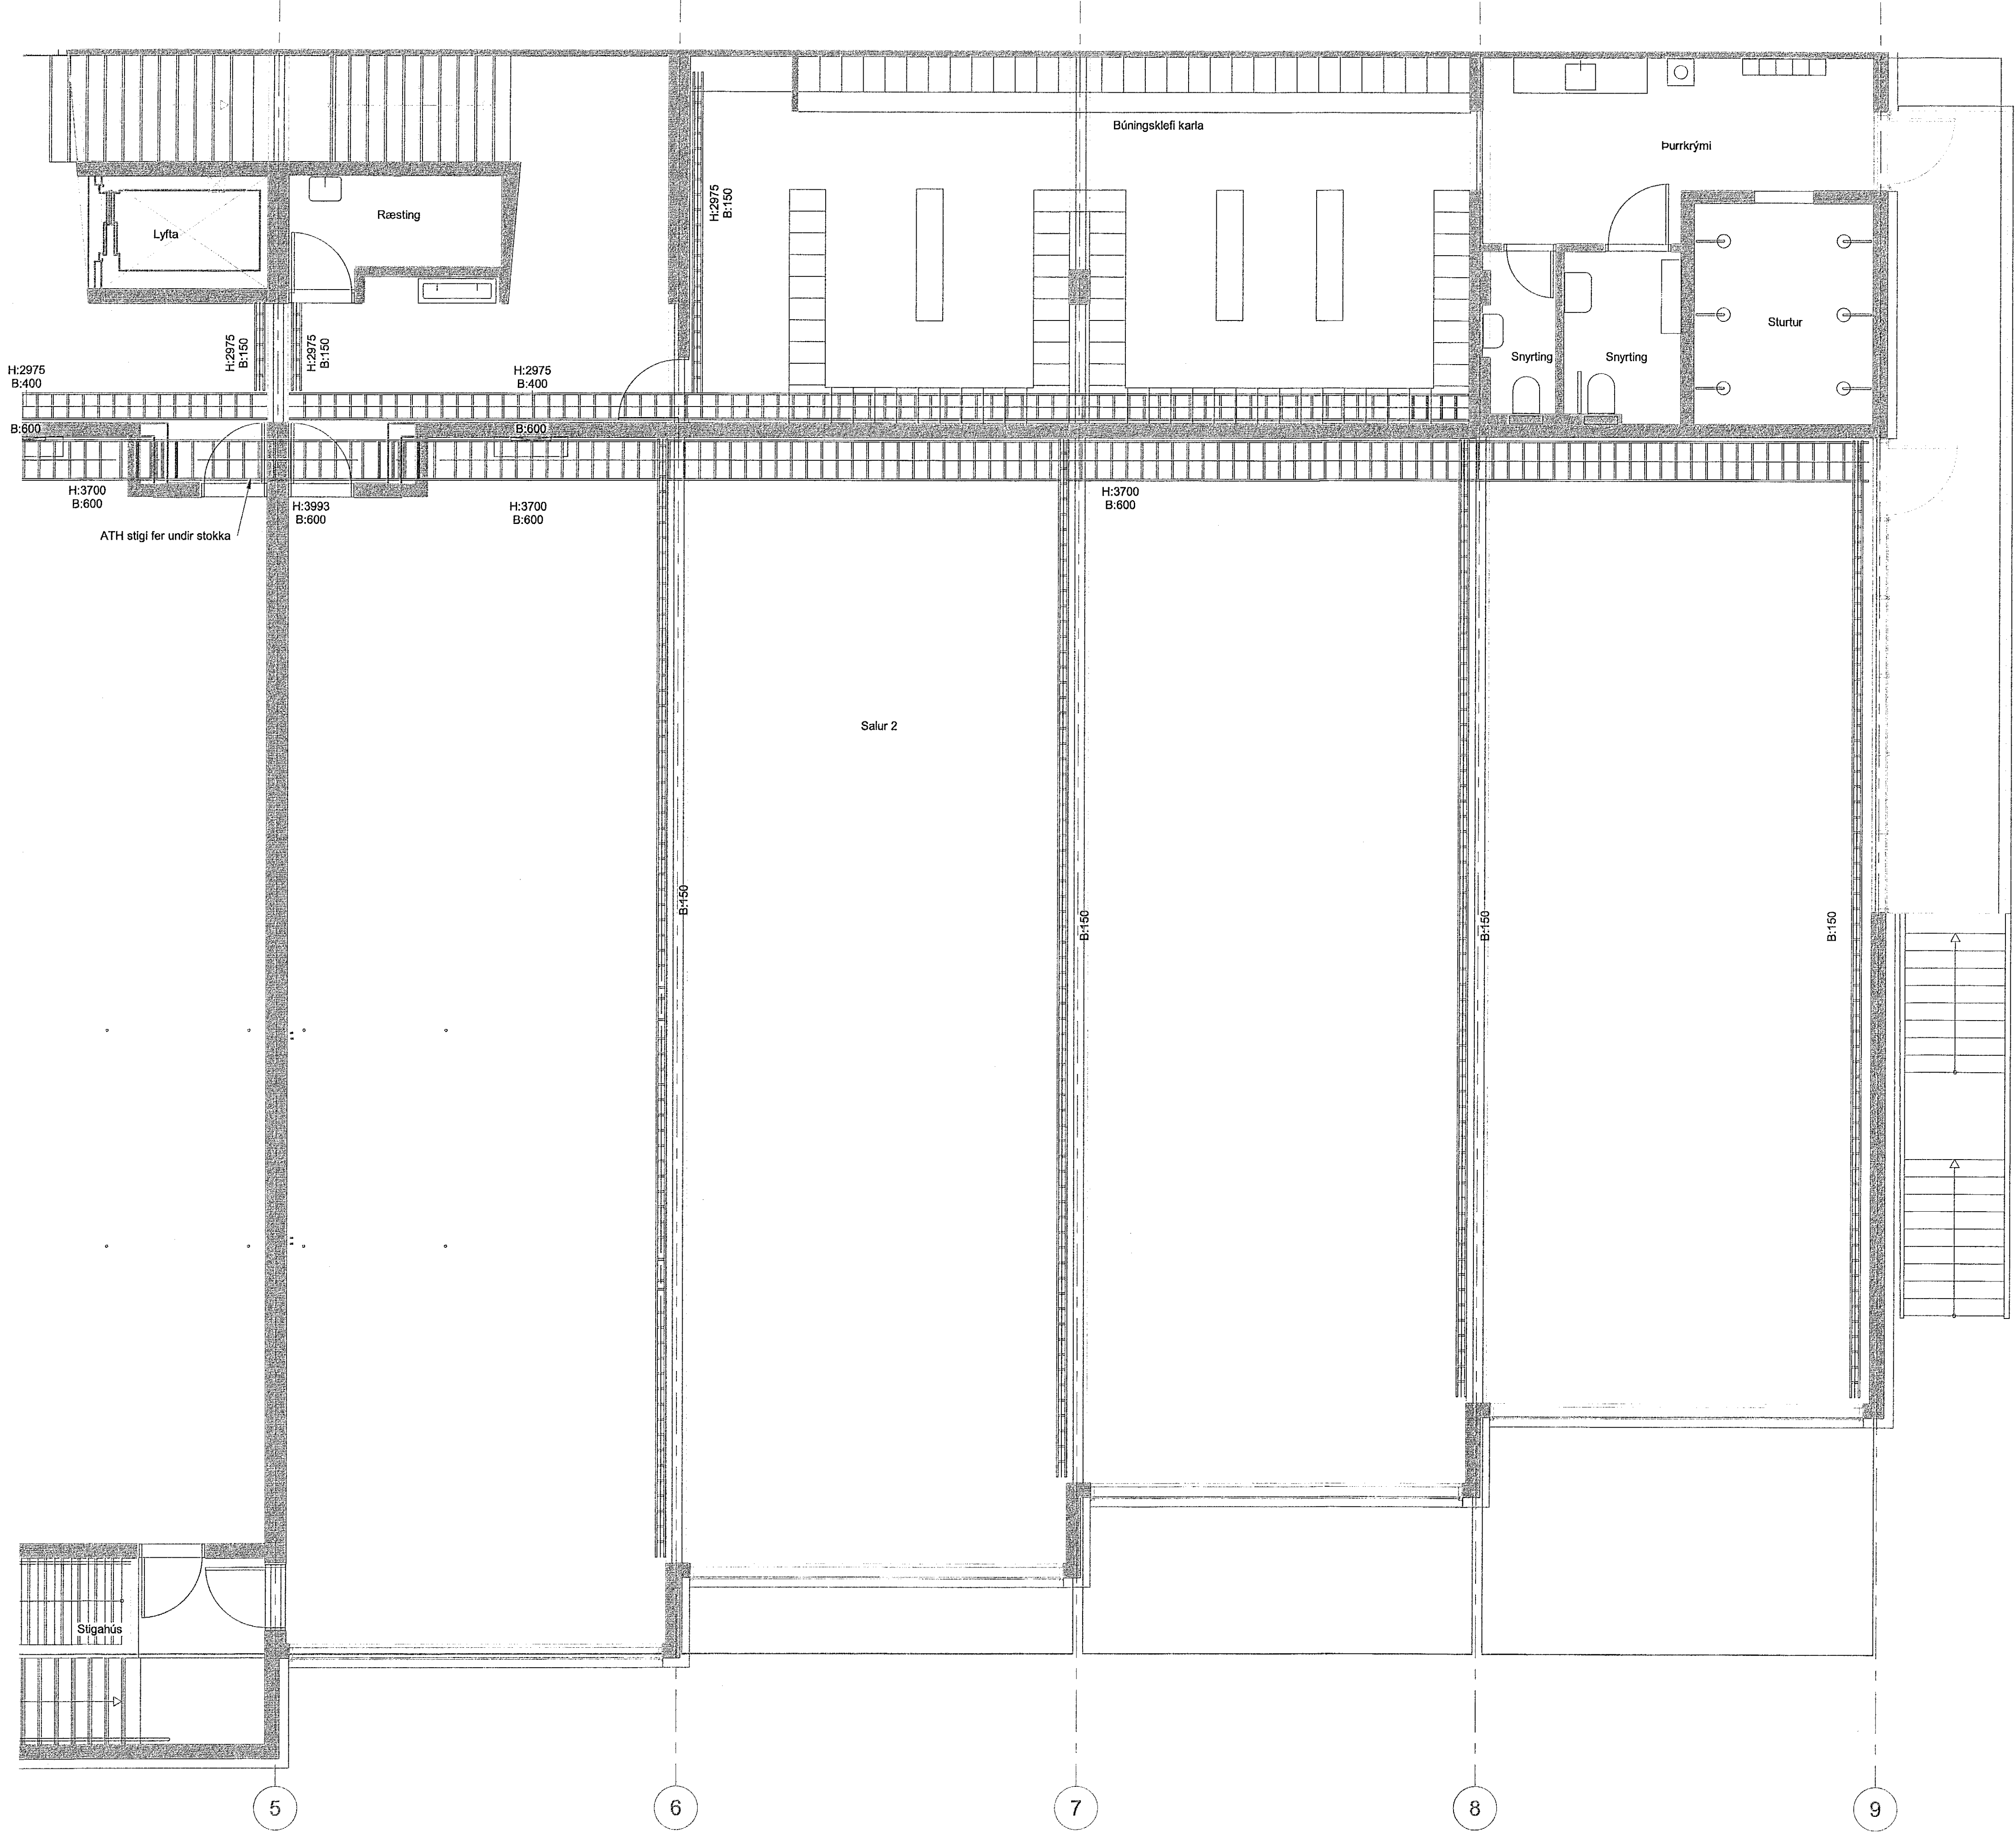 Búningsklefi karla
Þurrkrými
H:2975
B:150
Ræsting
Lyfta
Sturtur
Snyrting
Snyrting
H:2975
B:150
H:2975
B:150
H:2975
B:400
H:2975
B:400
B:600
B:600
H:3700
B:600
H:3993
B:600
H:3700
B:600
H:3700
B:600
ATH stigi fer undir stokka
Salur 2
B:150
B:150
B:150
B:150
Stigahús
5
6
7
8
9